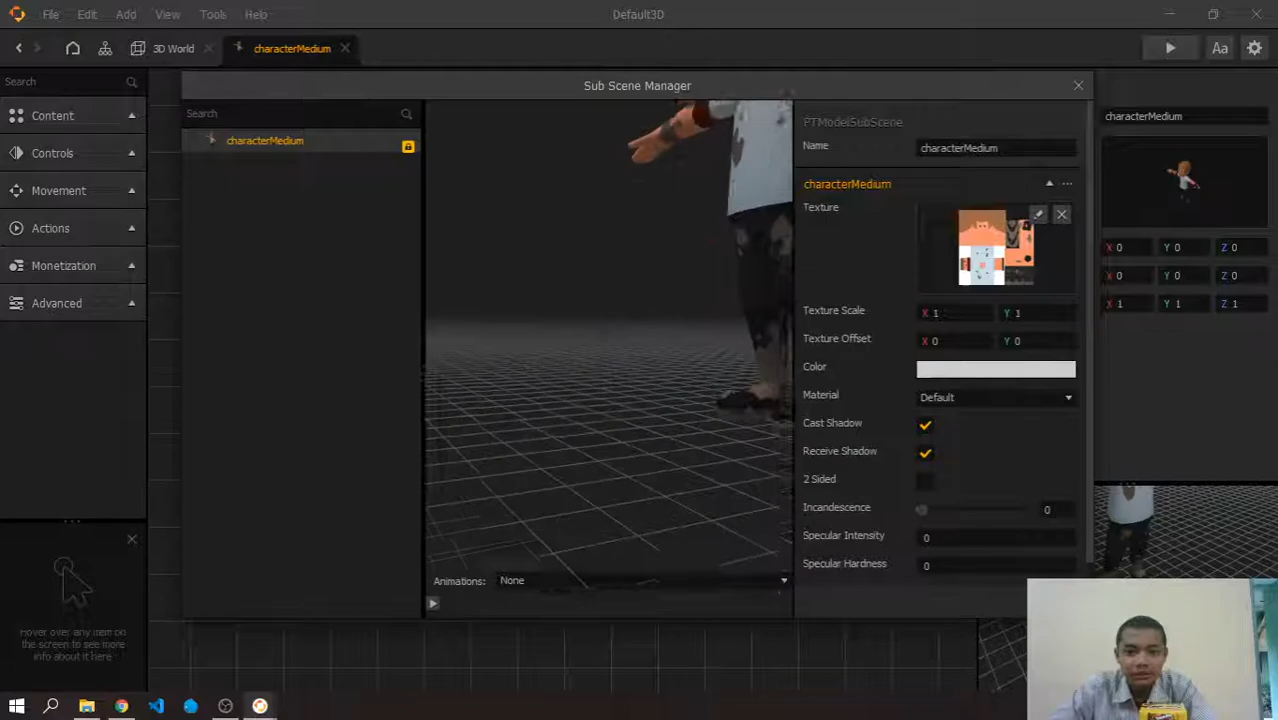 File Edit Add View Tools Help
Default3D
3D World
characterMedium
Aa
Search
Content
Controls
Movement
Actions
Monetization
Advanced
Hover over any item on
the screen to see more
info about it here
Sub Scene Manager
Search
characterMedium
Animations: None
PTModelSubScene
Name characterMedium
characterMedium
Texture
Texture Scale X 1 Y 1
Texture Offset X 0 Y 0
Color
Material Default
Cast Shadow
Receive Shadow
2 Sided
Incandescence 0
Specular Intensity 0
Specular Hardness 0
characterMedium
X 0 Y 0 Z 0
X 0 Y 0 Z 0
X 1 Y 1 Z 1